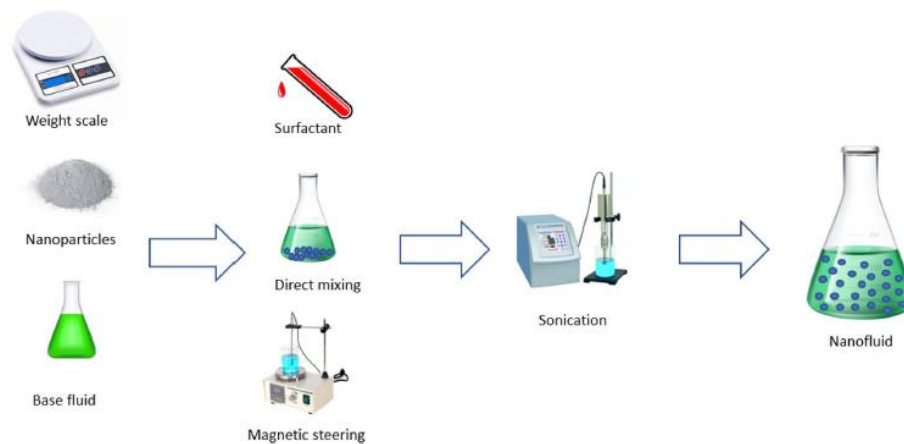 Weight scale
Nanoparticles
Base fluid
Surfactant
Direct mixing
Magnetic steering
Sonication
Nanofluid